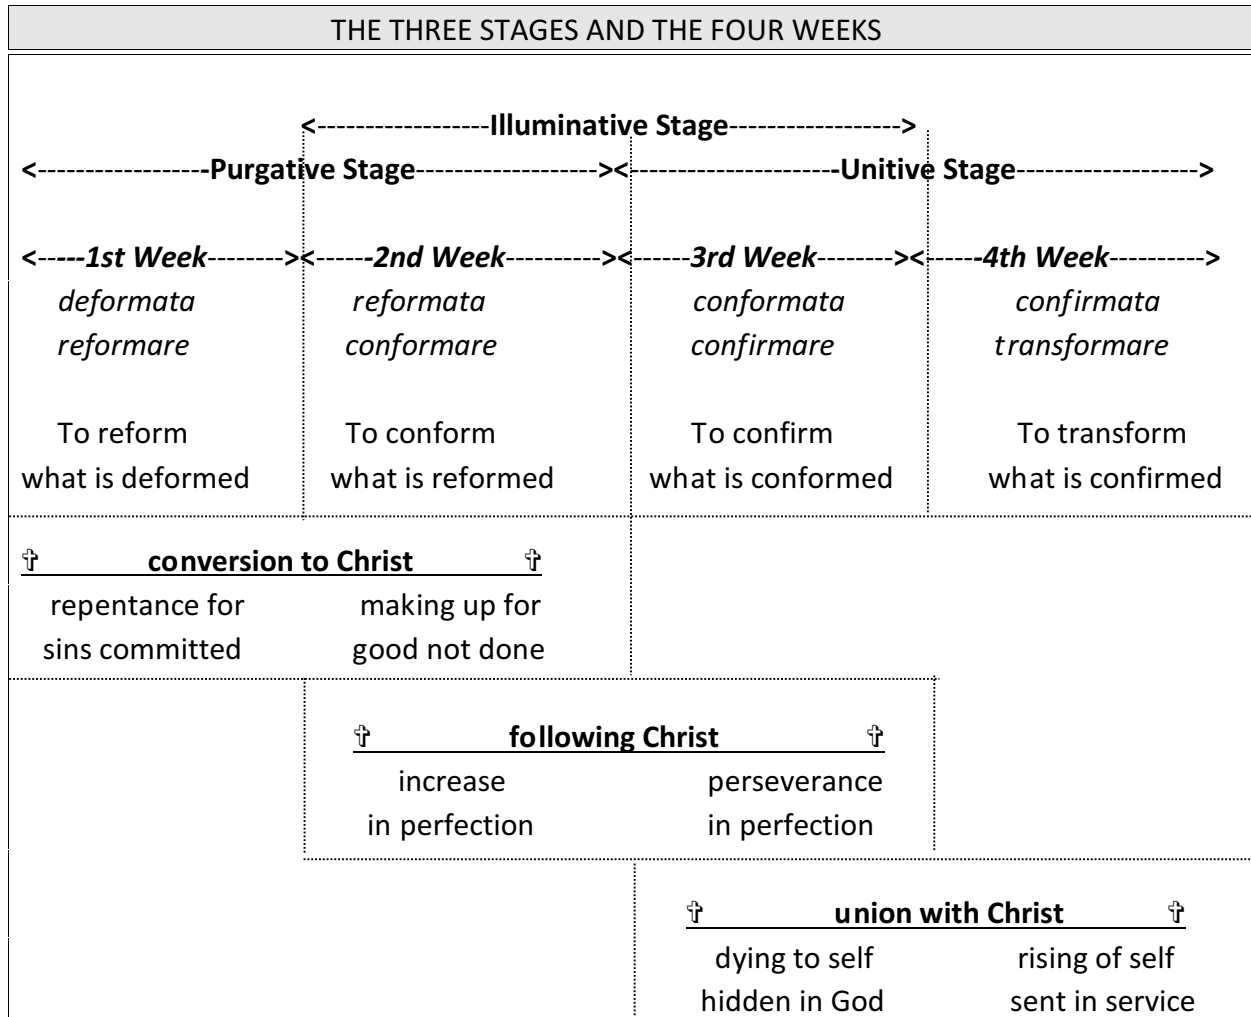 THE THREE STAGES AND THE FOUR WEEKS
<------------------Illuminative Stage------------------>
<------------------Purgative Stage-------------------><----------------------Unitive Stage-------------------->
<-----1st Week--------><------2nd Week----------><------3rd Week--------><------4th Week---------->
deformata reformata conformata confirmata
reformare conformare confirmare transformare
To reform To conform To confirm To transform
what is deformed what is reformed what is conformed what is confirmed
✞ conversion to Christ ✞
repentance for making up for
sins committed good not done
✞ following Christ ✞
increase perseverance
in perfection in perfection
✞ union with Christ ✞
dying to self rising of self
hidden in God sent in service